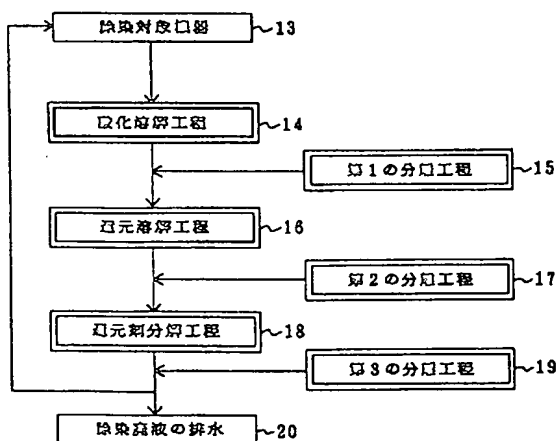 除染対象機器 13
酸化溶解工程 14
第1の分解工程 15
還元溶解工程 16
第2の分解工程 17
還元剤分解工程 18
第3の分解工程 19
除染廃液の排水 20